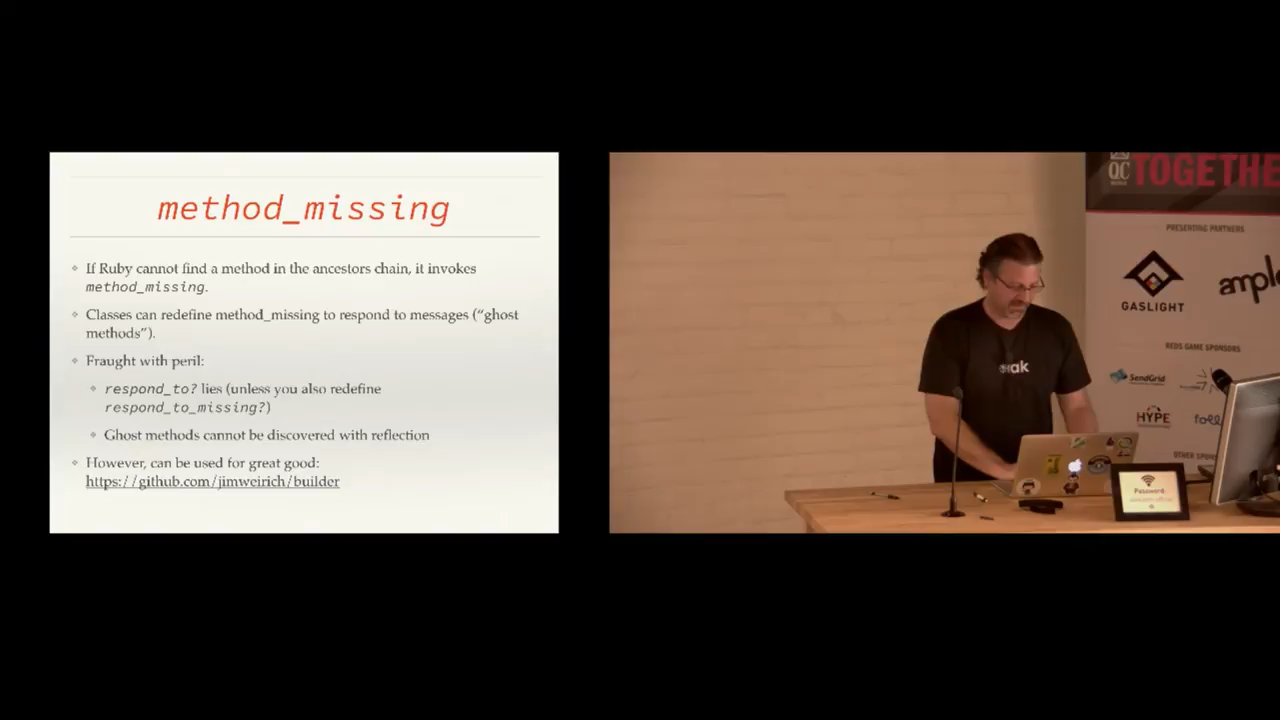 method_missing
If Ruby cannot find a method in the ancestors chain, it invokes
method_missing.
Classes can redefine method_missing to respond to messages (“ghost
methods”).
Fraught with peril:
respond_to? lies (unless you also redefine
respond_to_missing?)
Ghost methods cannot be discovered with reflection
However, can be used for great good:
https://github.com/jimweirich/builder
QC
TOGETHE
PRESENTING PARTNERS
GASLIGHT
ample
REDS GAME SPONSORS
SendGrid
HYPE
OTHER SPON
Password: